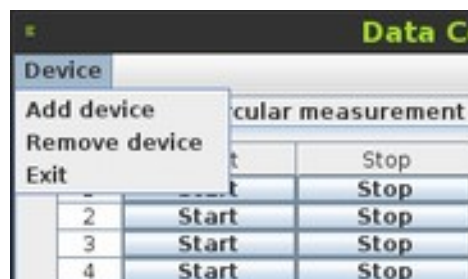 Data C
Device
Add device
Remove device
Exit
cular measurement
t Stop
Start Stop
2 Start Stop
3 Start Stop
4 Start Stop